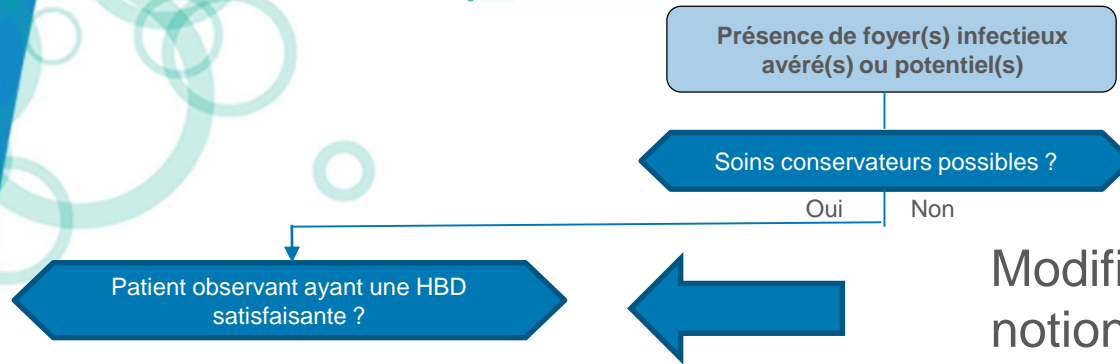 Présence de foyer(s) infectieux
avéré(s) ou potentiel(s)
Soins conservateurs possibles ?
Oui
Non
Patient observant ayant une HBD
satisfaisante ?
notion